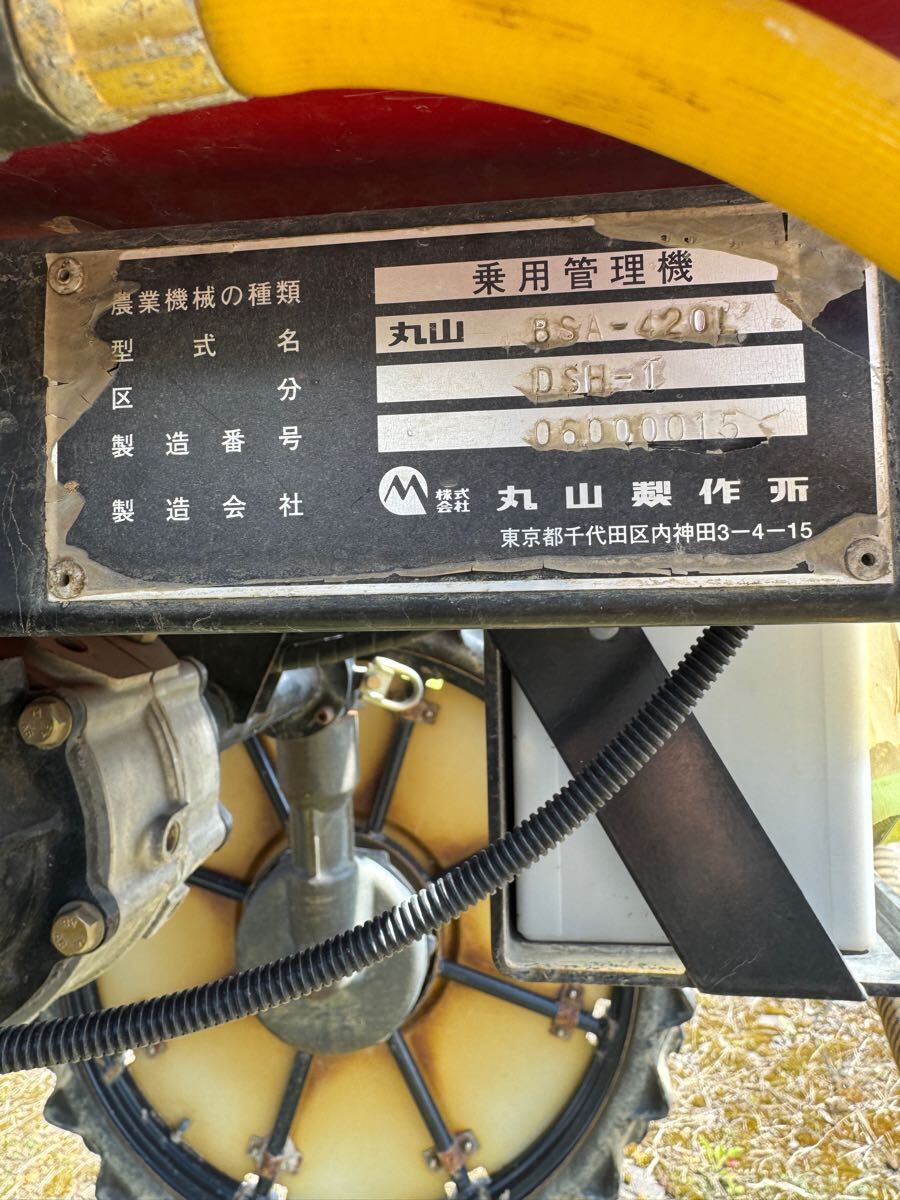 農業機械の種類 乗用管理機
型式名 丸山 BSA-420L
区分 DSH-1
製造番号 06000015
製造会社 株式会社 丸山製作所
東京都千代田区内神田3-4-15